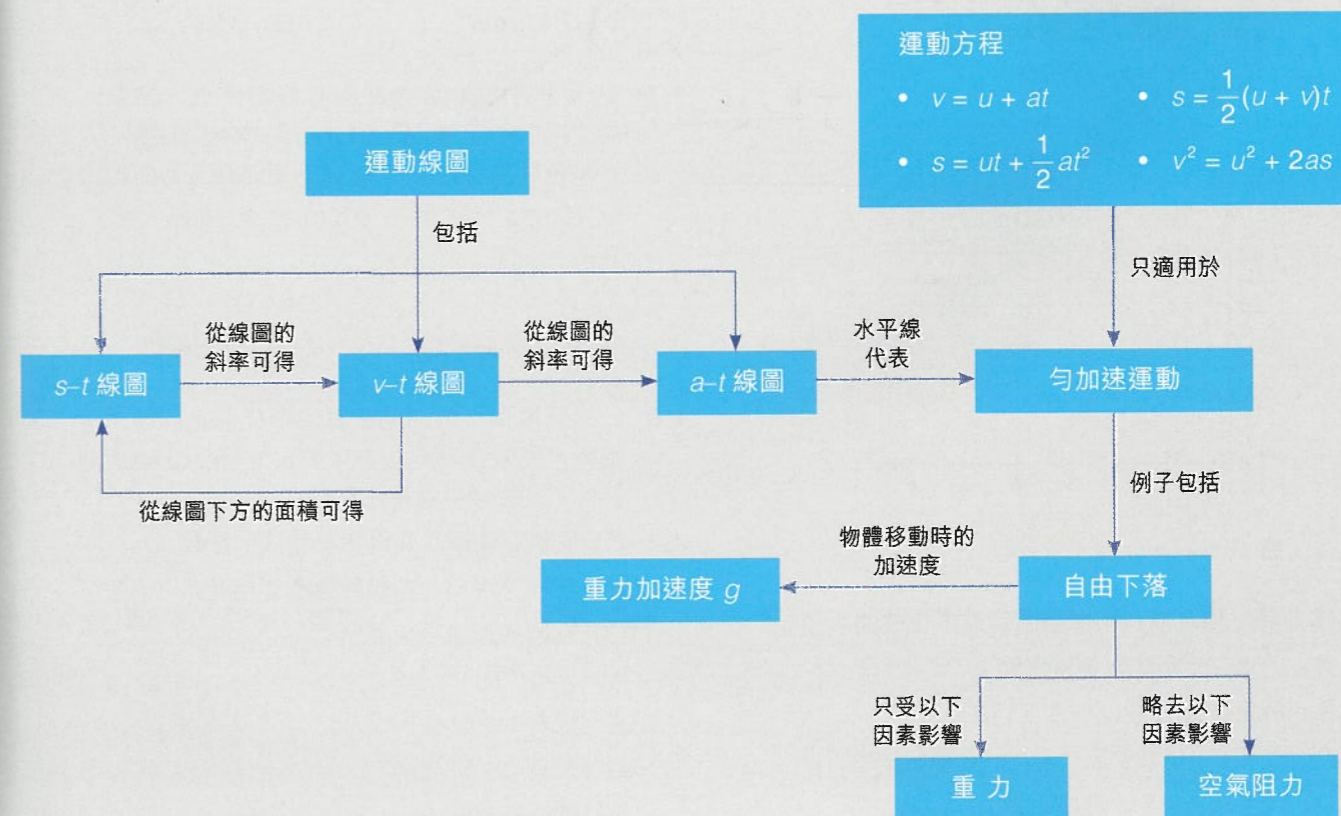 運動方程
• v = u + at
• s = \frac{1}{2}(u + v)t
• s = ut + \frac{1}{2}at²
• v² = u² + 2as
運動線圖
包括
只適用於
從線圖的
斜率可得
從線圖的
斜率可得
水平線
代表
s–t 線圖
v–t 線圖
a–t 線圖
勻加速運動
從線圖下方的面積可得
例子包括
物體移動時的
加速度
重力加速度 g
自由下落
只受以下
因素影響
略去以下
因素影響
重 力
空氣阻力